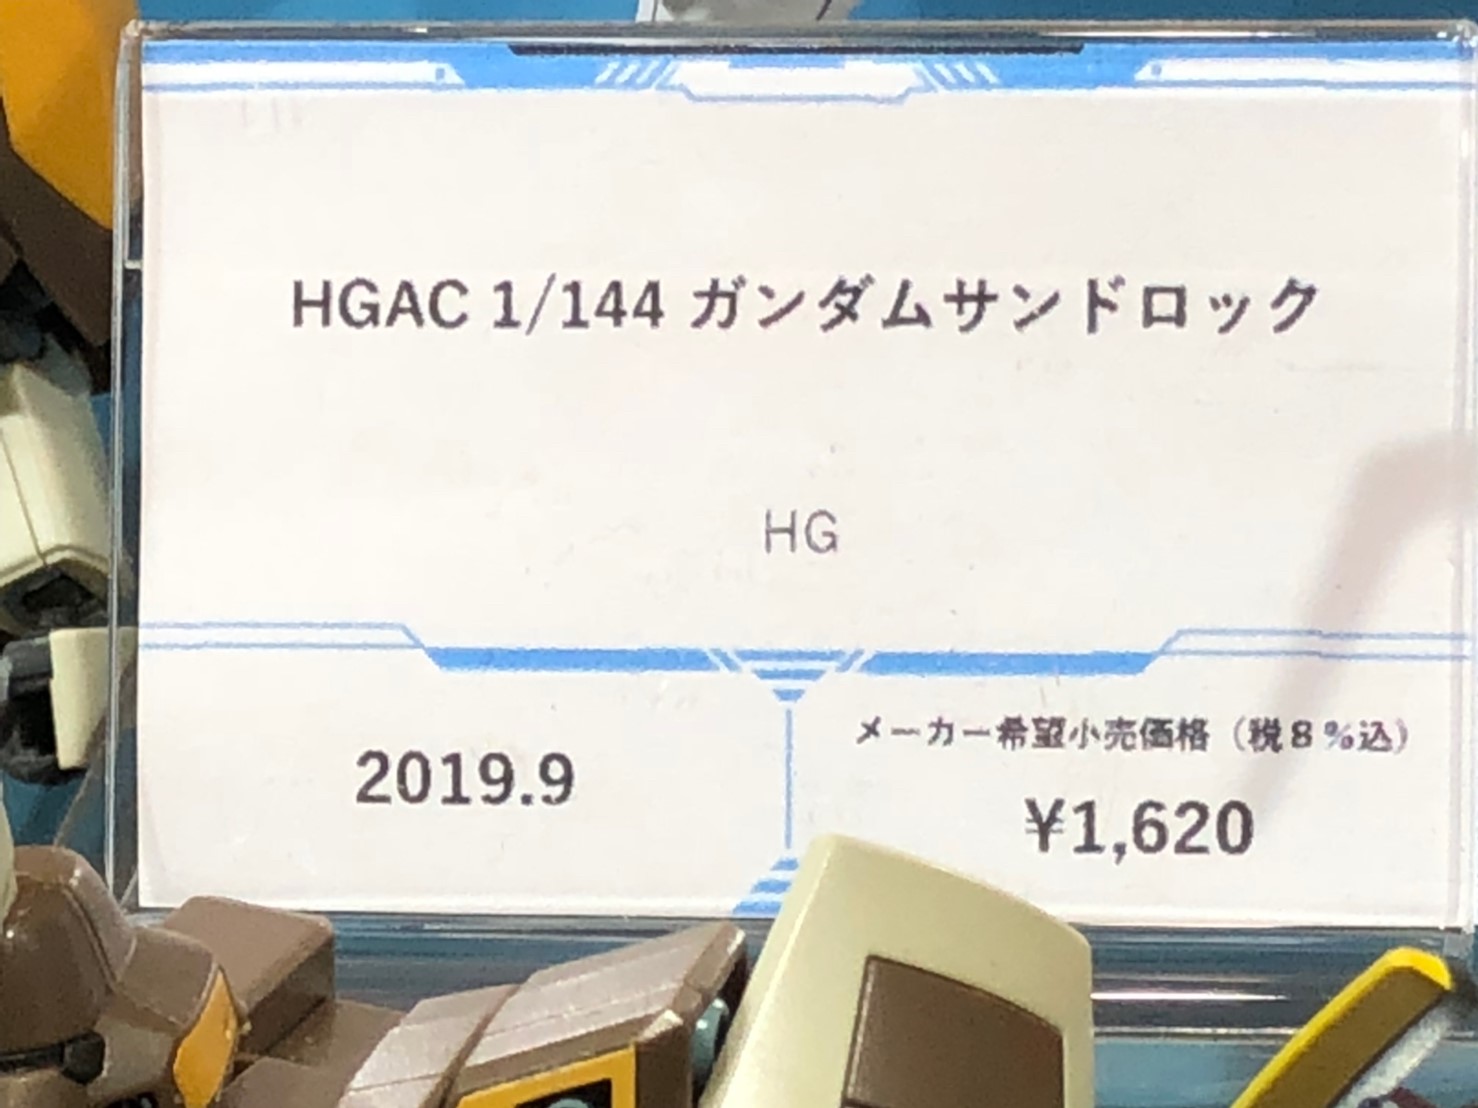 HGAC 1/144 ガンダムサンドロック
HG
2019.9
メーカー希望小売価格（税8%込）
¥1,620